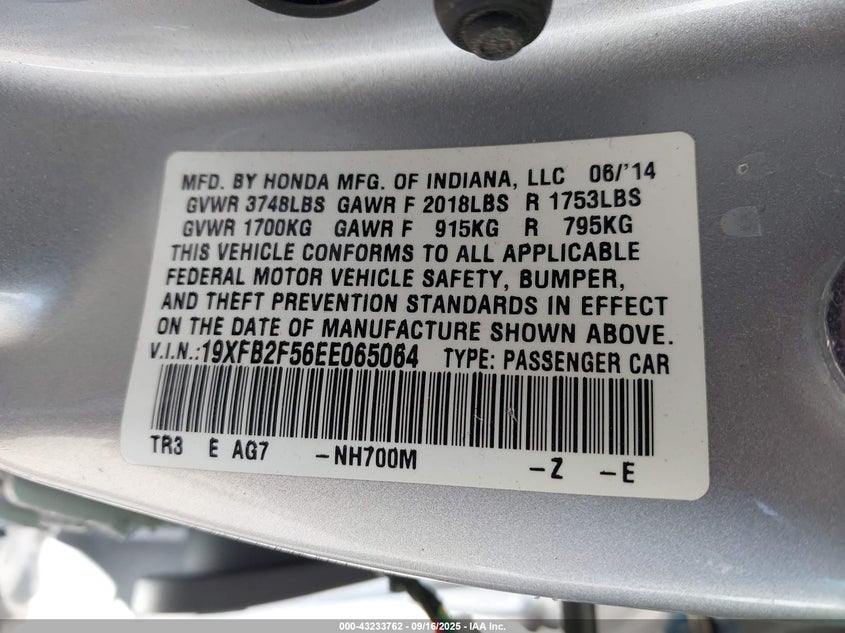 MFD. BY HONDA MFG. OF INDIANA, LLC 06/'14
GVWR 3748LBS GAWR F 2018LBS R 1753LBS
GVWR 1700KG GAWR F 915KG R 795KG
THIS VEHICLE CONFORMS TO ALL APPLICABLE
FEDERAL MOTOR VEHICLE SAFETY, BUMPER,
AND THEFT PREVENTION STANDARDS IN EFFECT
ON THE DATE OF MANUFACTURE SHOWN ABOVE.
V.I.N.:19XFB2F56EE065064 TYPE: PASSENGER CAR
TR3 E AG7 -NH700M -Z -E
000-43233762 - 09/16/2025 - IAA Inc.